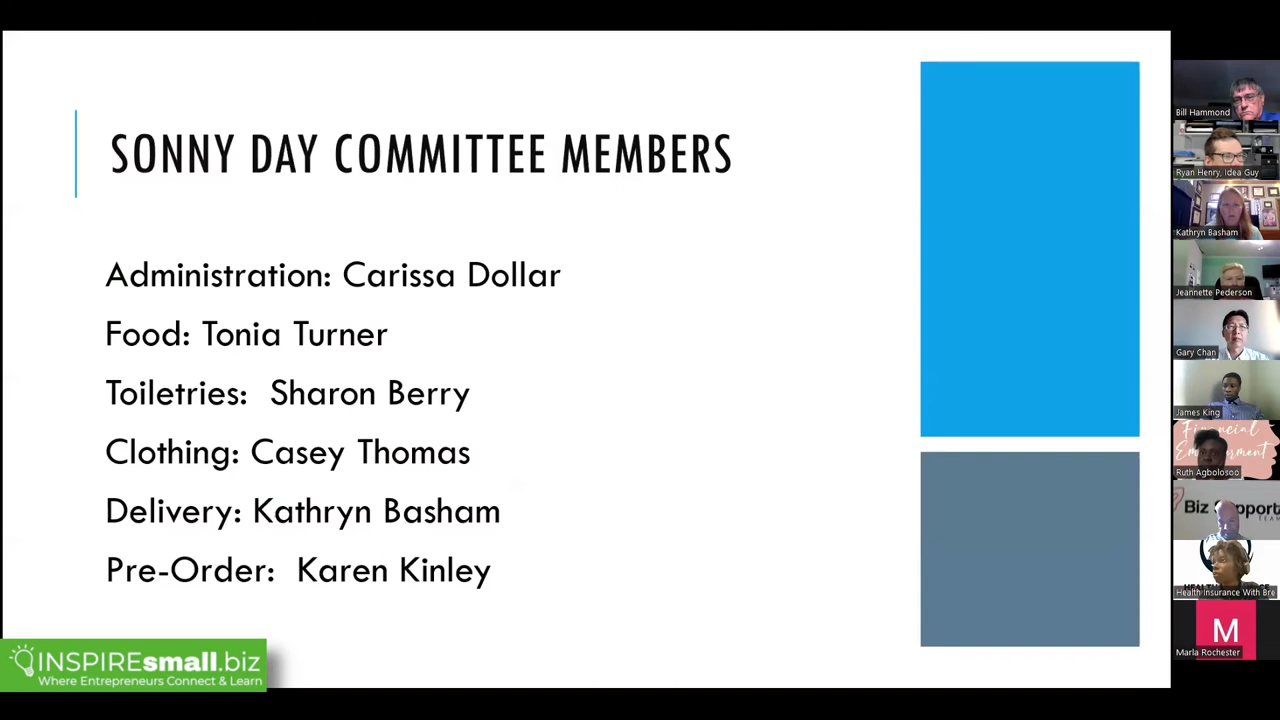 SONNY DAY COMMITTEE MEMBERS
Administration: Carissa Dollar
Food: Tonia Turner
Toiletries:  Sharon Berry
Clothing: Casey Thomas
Delivery: Kathryn Basham
Pre-Order:  Karen Kinley
INSPIREsmall.biz
Where Entrepreneurs Connect & Learn
Bill Hammond
Ryan Henry, Idea Guy
Kathryn Basham
Jeannette Pederson
Gary Chan
James King
Financial
Ruth Agbolosoo
Biz Support
TEAM
Health Insurance With Bre
M
Marla Rochester